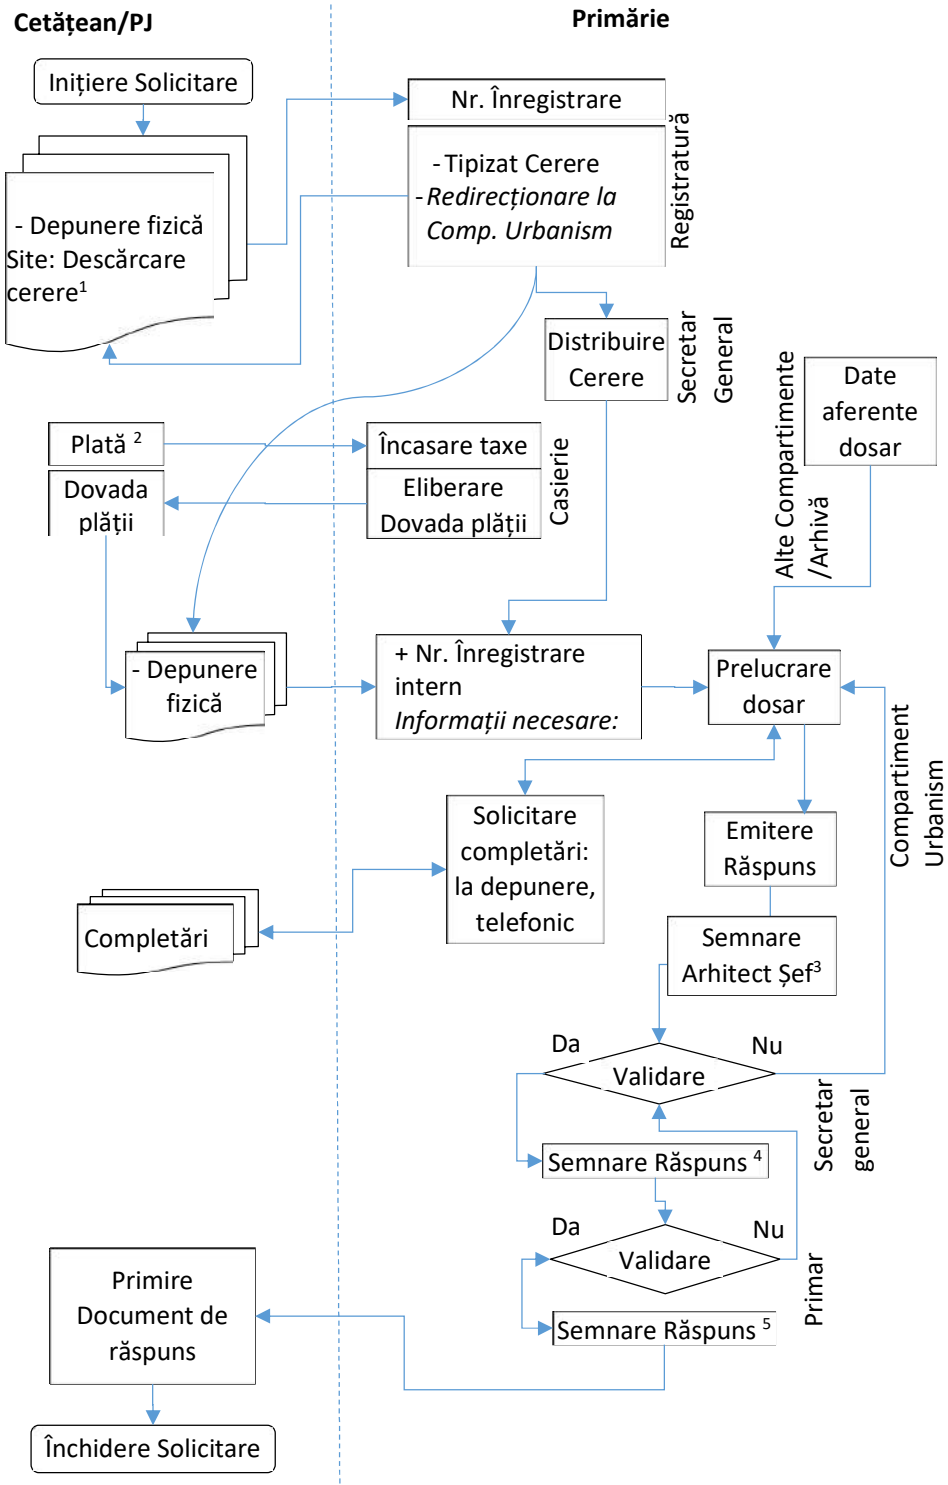 Cetățean/PJ
Primărie
Inițiere Solicitare
Nr. Înregistrare
- Tipizat Cerere
-Redirecționare la
Comp. Urbanism
Registratură
- Depunere fizică
Site: Descărcare
cerere1
Distribuire
Cerere
Secretar
General
Date
aferente
dosar
Alte Compartimente
/Arhivă
Plată 2
Încasare taxe
Dovada
plății
Eliberare
Dovada plății
Casierie
- Depunere
fizică
+ Nr. Înregistrare
intern
Informații necesare:
Prelucrare
dosar
Compartiment
Urbanism
Solicitare
completări:
la depunere,
telefonic
Emitere
Răspuns
Completări
Semnare
Arhitect Șef3
Da
Nu
Validare
Secretar
general
Semnare Răspuns 4
Da
Nu
Validare
Primar
Primire
Document de
răspuns
Semnare Răspuns 5
Închidere Solicitare